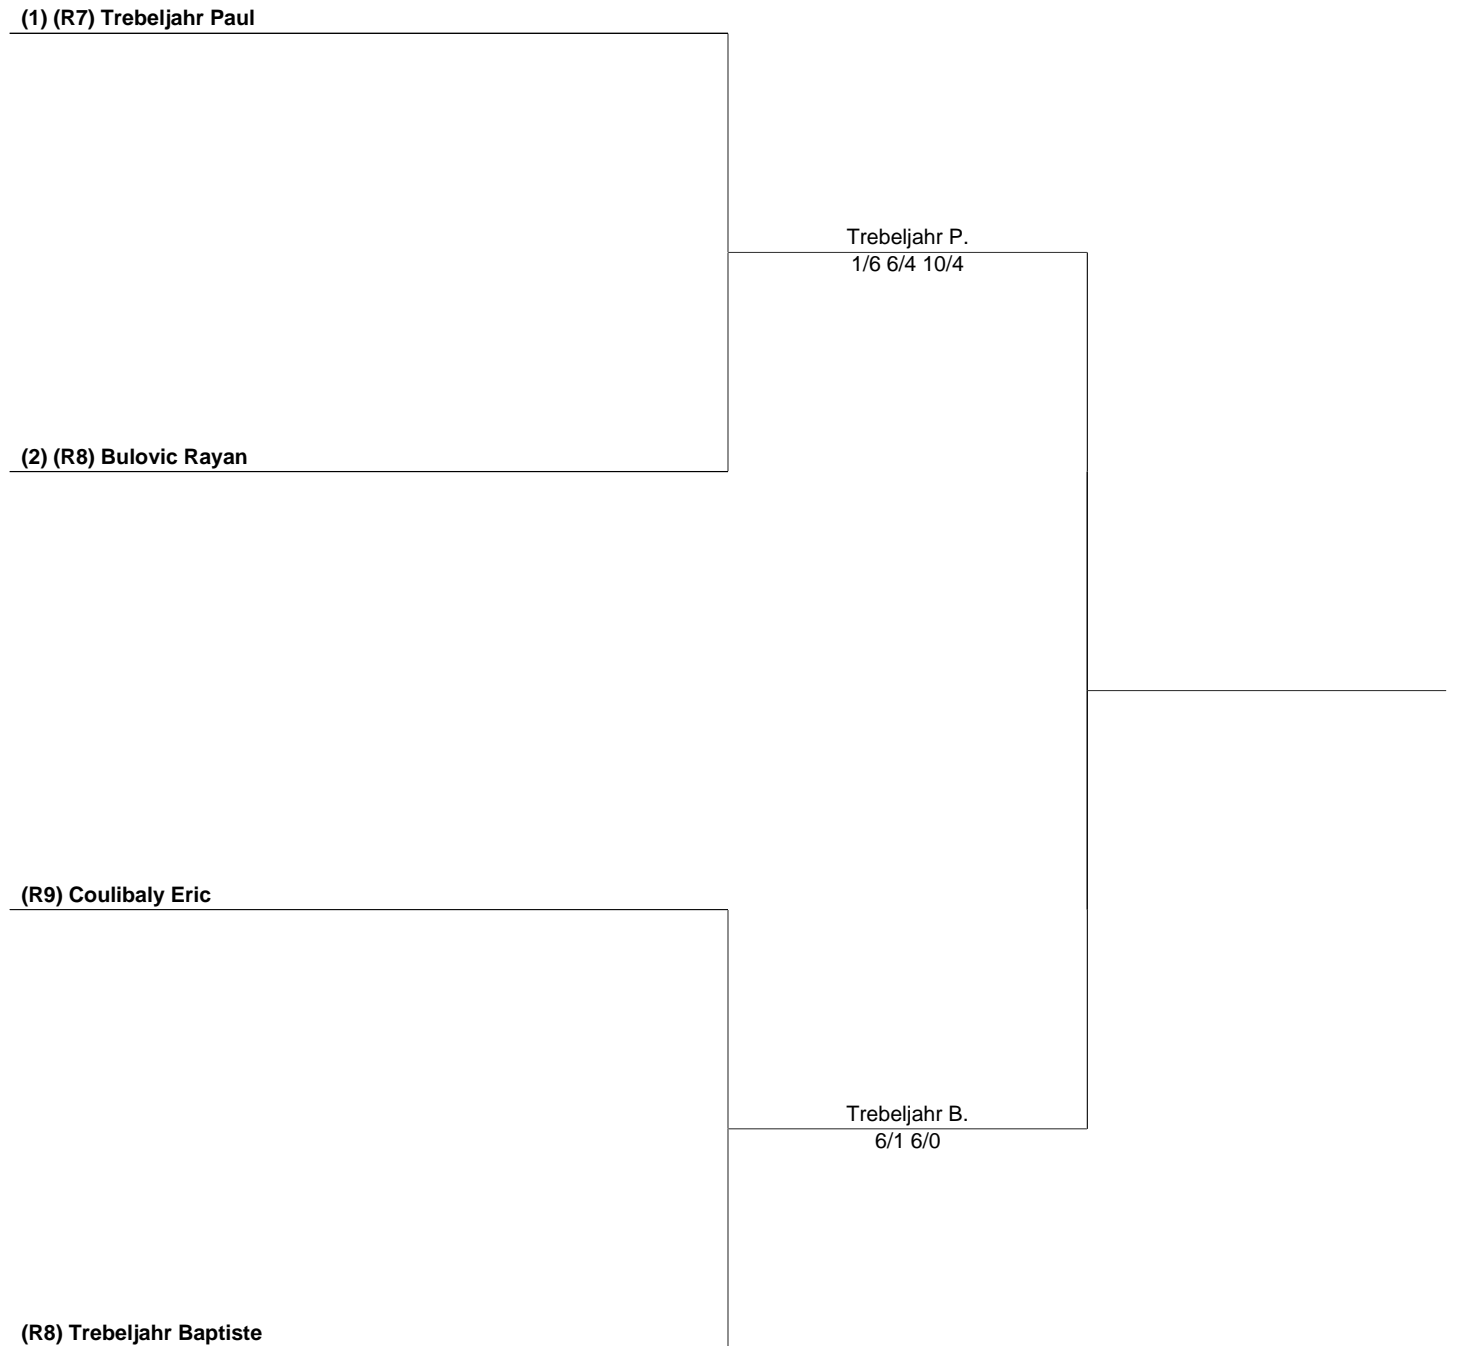 (1) (R7) Trebeljahr Paul
Trebeljahr P.
1/6 6/4 10/4
(2) (R8) Bulovic Rayan
(R9) Coulibaly Eric
Trebeljahr B.
6/1 6/0
(R8) Trebeljahr Baptiste